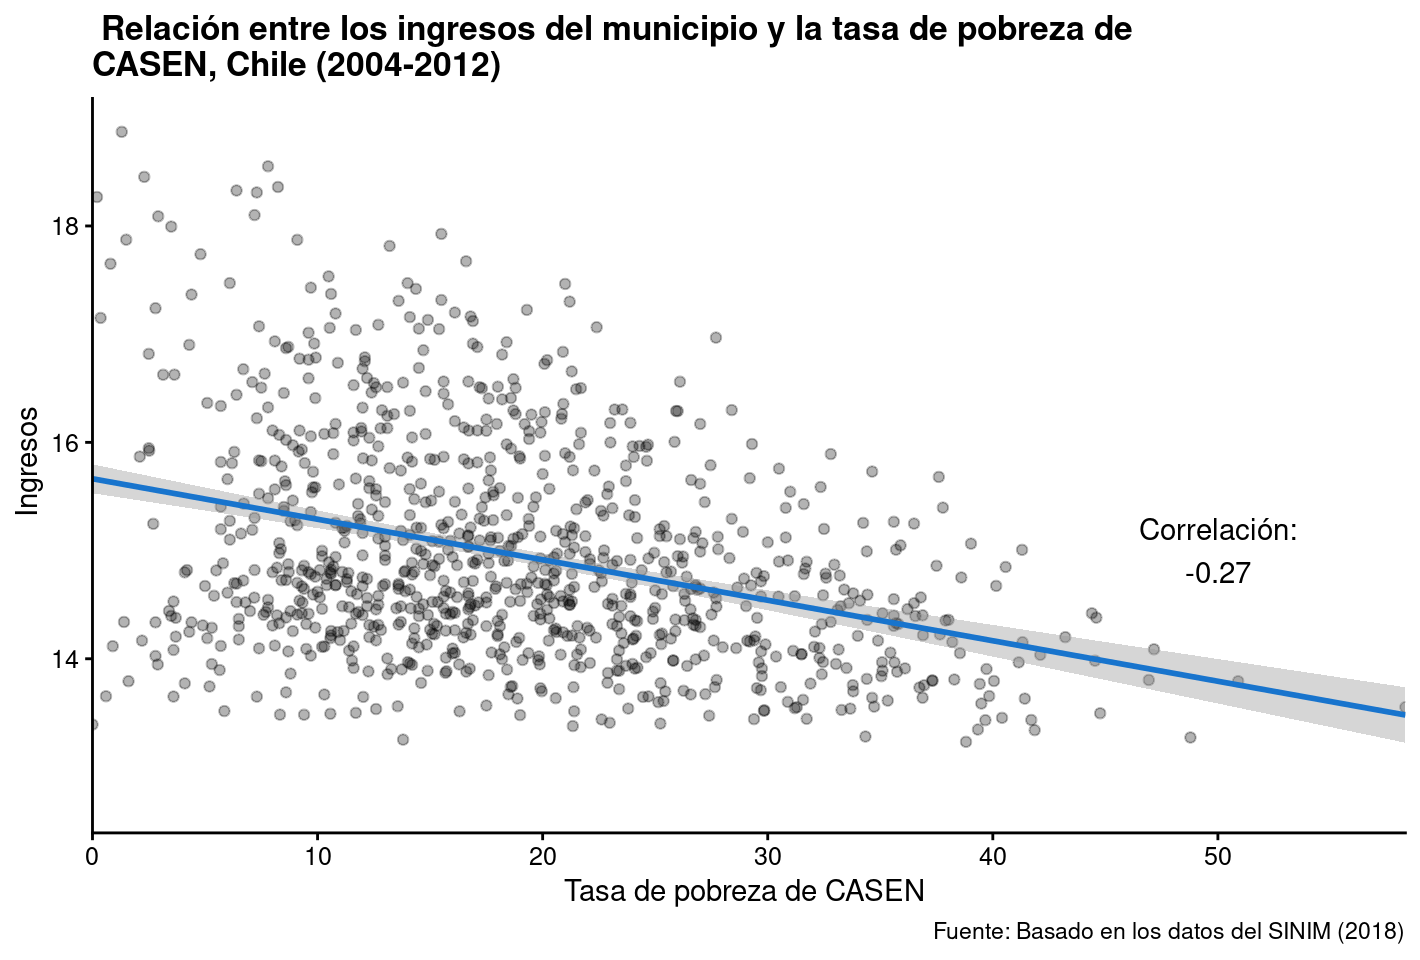 Relación entre los ingresos del municipio y la tasa de pobreza de
CASEN, Chile (2004-2012)
Ingresos
18
16
14
Correlación:
-0.27
0 10 20 30 40 50
Tasa de pobreza de CASEN
Fuente: Basado en los datos del SINIM (2018)